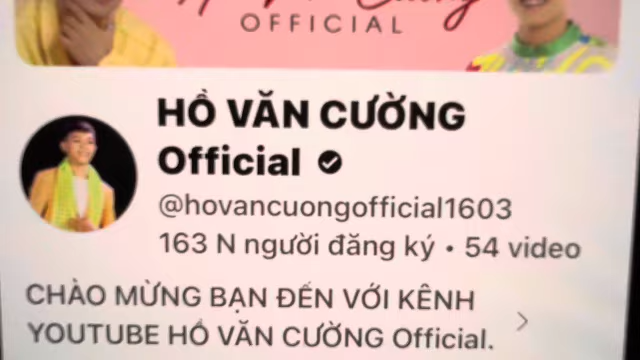 OFFICIAL
HỒ VĂN CƯỜNG
Official
@hovancuongofficial1603
163 N người đăng ký • 54 video
CHÀO MỪNG BẠN ĐẾN VỚI KÊNH
YOUTUBE HỒ VĂN CƯỜNG Official.